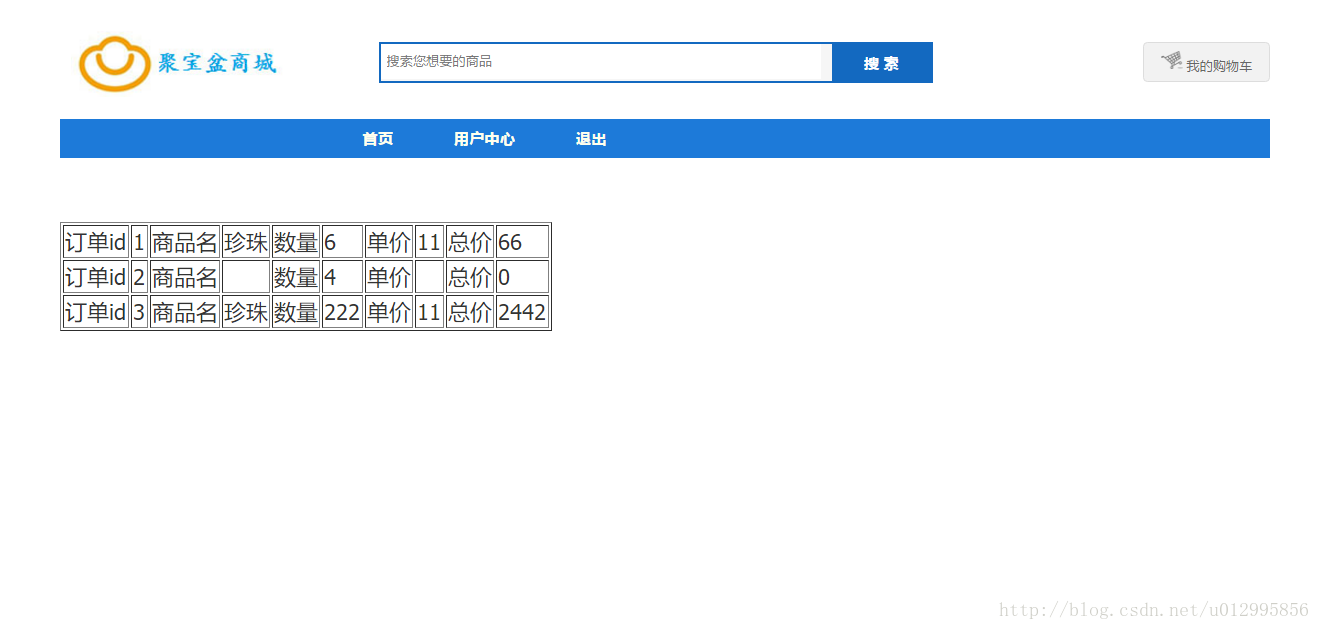 聚宝盆商城
搜索您想要的商品
搜 索
我的购物车
首页 用户中心 退出
订单id 1 商品名 珍珠 数量 6 单价 11 总价 66
订单id 2 商品名 数量 4 单价 总价 0
订单id 3 商品名 珍珠 数量 222 单价 11 总价 2442
http://blog.csdn.net/u012995856